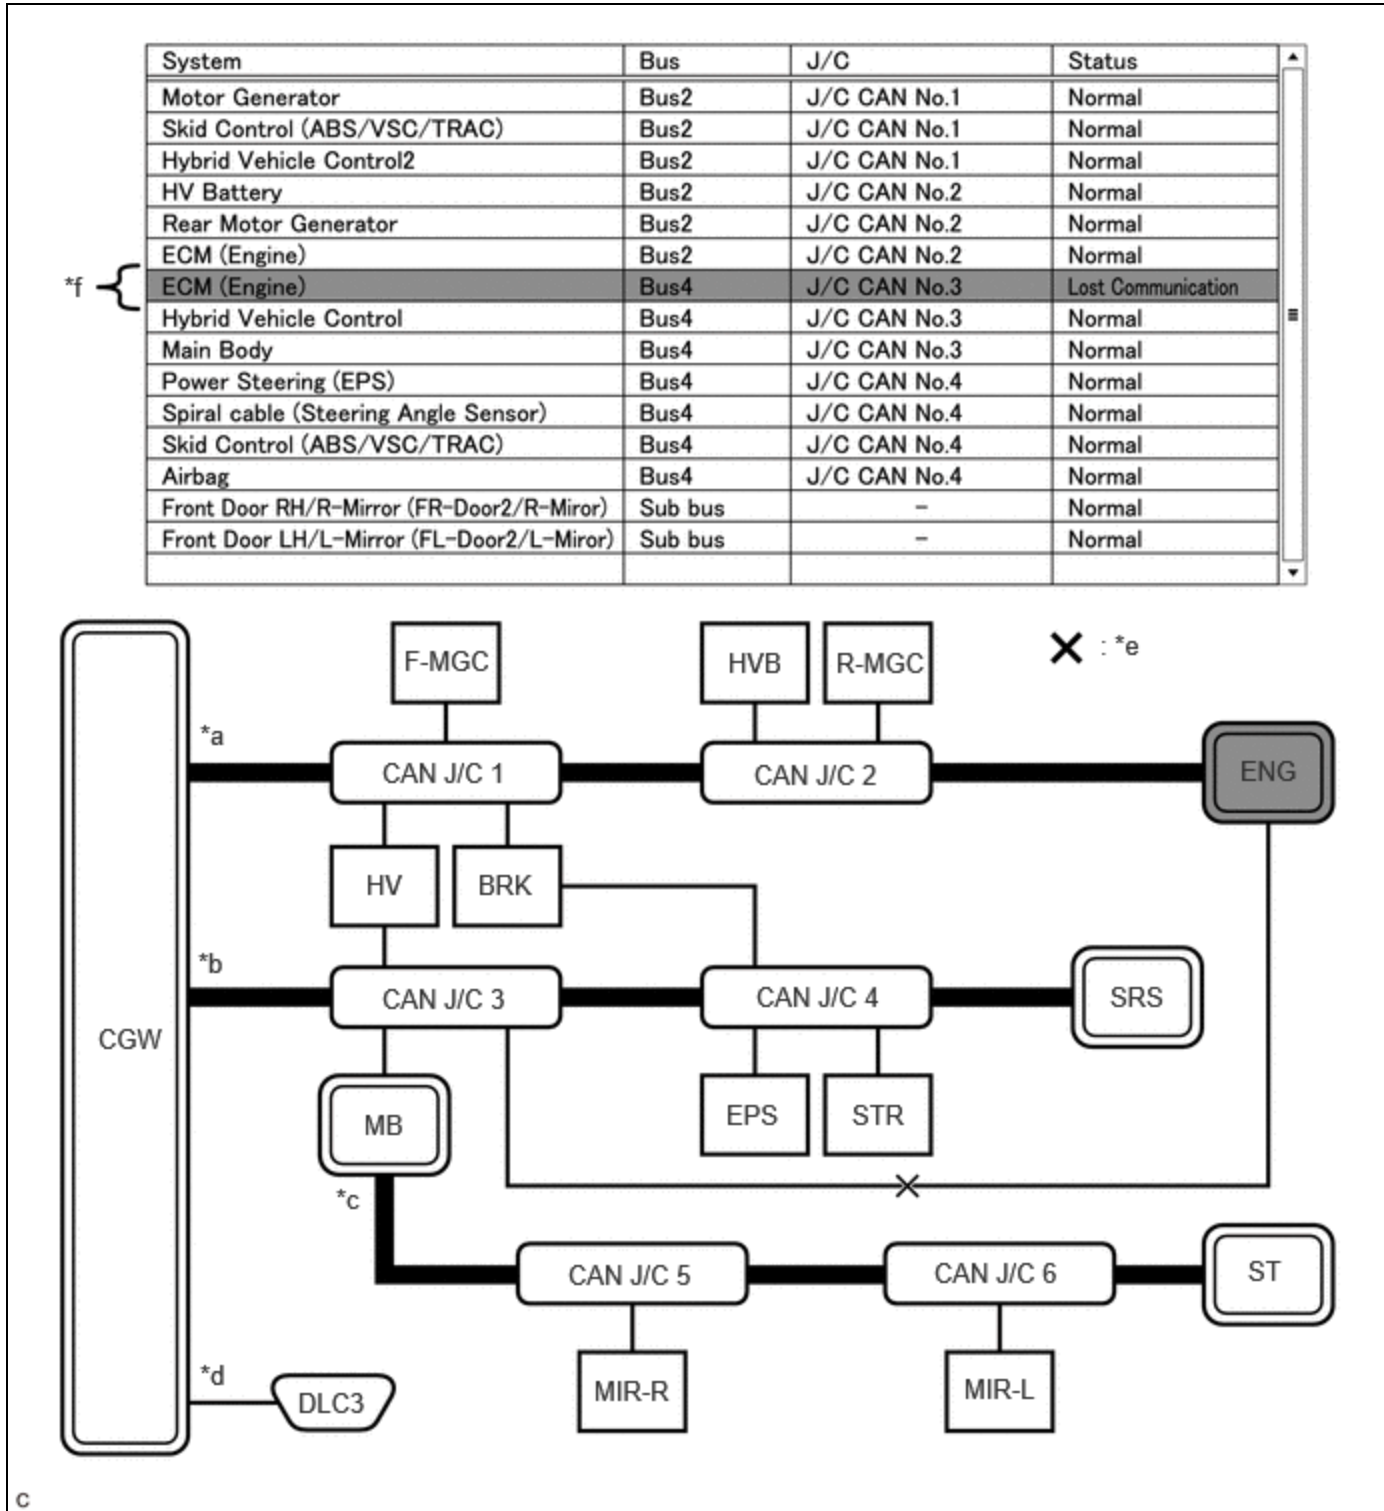 System Bus J/C Status
Motor Generator Bus2 J/C CAN No.1 Normal
Skid Control (ABS/VSC/TRAC) Bus2 J/C CAN No.1 Normal
Hybrid Vehicle Control2 Bus2 J/C CAN No.1 Normal
HV Battery Bus2 J/C CAN No.2 Normal
Rear Motor Generator Bus2 J/C CAN No.2 Normal
ECM (Engine) Bus2 J/C CAN No.2 Normal
*f ECM (Engine) Bus4 J/C CAN No.3 Lost Communication
Hybrid Vehicle Control Bus4 J/C CAN No.3 Normal
Main Body Bus4 J/C CAN No.3 Normal
Power Steering (EPS) Bus4 J/C CAN No.4 Normal
Spiral cable (Steering Angle Sensor) Bus4 J/C CAN No.4 Normal
Skid Control (ABS/VSC/TRAC) Bus4 J/C CAN No.4 Normal
Airbag Bus4 J/C CAN No.4 Normal
Front Door RH/R-Mirror (FR-Door2/R-Miror) Sub bus - Normal
Front Door LH/L-Mirror (FL-Door2/L-Miror) Sub bus - Normal
F-MGC HVB R-MGC : *e
*a
CAN J/C 1 CAN J/C 2 ENG
HV BRK
*b
CAN J/C 3 CAN J/C 4 SRS
CGW
MB EPS STR
*c
CAN J/C 5 CAN J/C 6 ST
*d
DLC3 MIR-R MIR-L
c